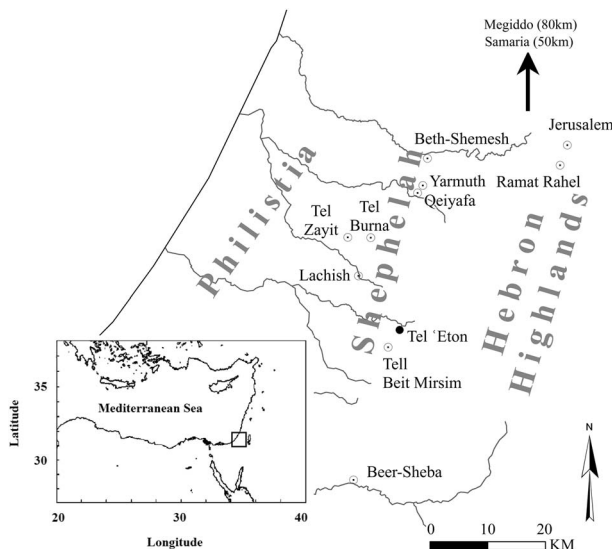 Megiddo (80km)
Samaria (50km)
Jerusalem
Beth-Shemesh
Yarmuth
Ramat Rahel
Qeiyafa
Philistia
Shephelah
Hebron
Highlands
Tel
Zayit
Tel
Burna
Lachish
Tel ʿEton
Tell
Beit Mirsim
Beer-Sheba
N
0 10 20
KM
Mediterranean Sea
Latitude
35
31
27
20 30 40
Longitude